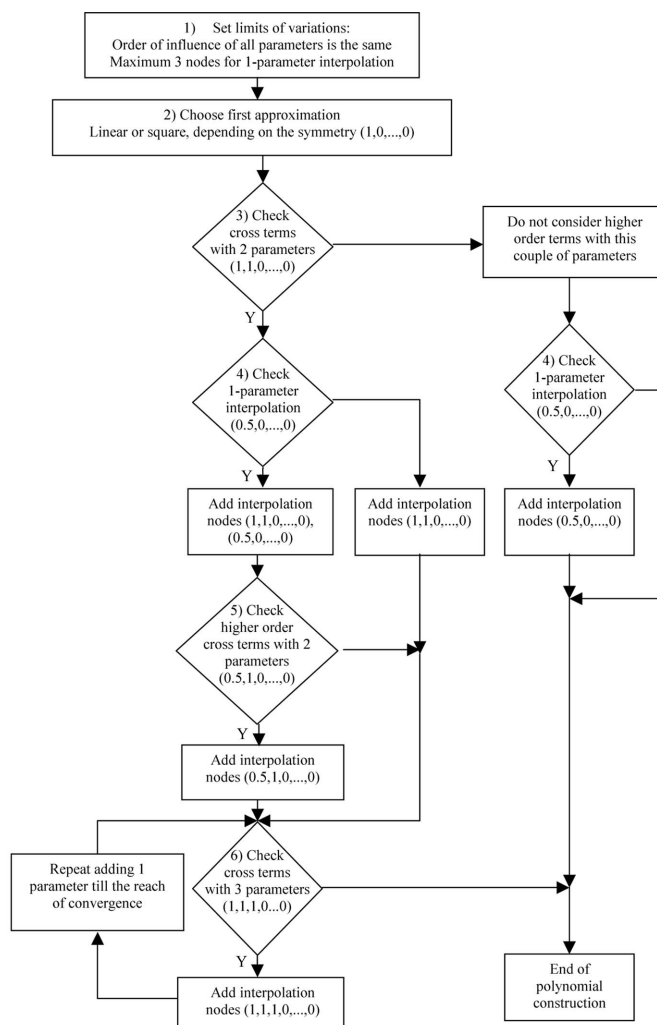 1) Set limits of variations:
Order of influence of all parameters is the same
Maximum 3 nodes for 1-parameter interpolation
2) Choose first approximation
Linear or square, depending on the symmetry (1,0,...,0)
3) Check
cross terms
with 2 parameters
(1,1,0,...,0)
Do not consider higher
order terms with this
couple of parameters
Y
4) Check
1-parameter
interpolation
(0.5,0,...,0)
4) Check
1-parameter
interpolation
(0.5,0,...,0)
Y
Y
Add interpolation
nodes (1,1,0,...,0),
(0.5,0,...,0)
Add interpolation
nodes (1,1,0,...,0)
Add interpolation
nodes (0.5,0,...,0)
5) Check
higher order
cross terms with 2
parameters
(0.5,1,0,...,0)
Y
Add interpolation
nodes (0.5,1,0,...,0)
Repeat adding 1
parameter till the reach
of convergence
6) Check
cross terms
with 3 parameters
(1,1,1,0...0)
Y
Add interpolation
nodes (1,1,1,0,...,0)
End of
polynomial
construction